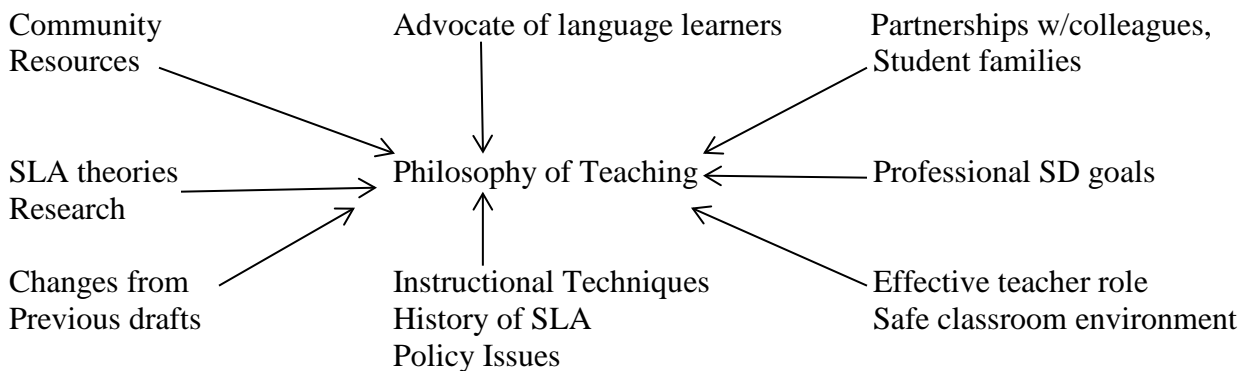 Community
Resources
Advocate of language learners
Partnerships w/colleagues,
Student families
SLA theories
Research
Philosophy of Teaching
Professional SD goals
Changes from
Previous drafts
Instructional Techniques
History of SLA
Policy Issues
Effective teacher role
Safe classroom environment